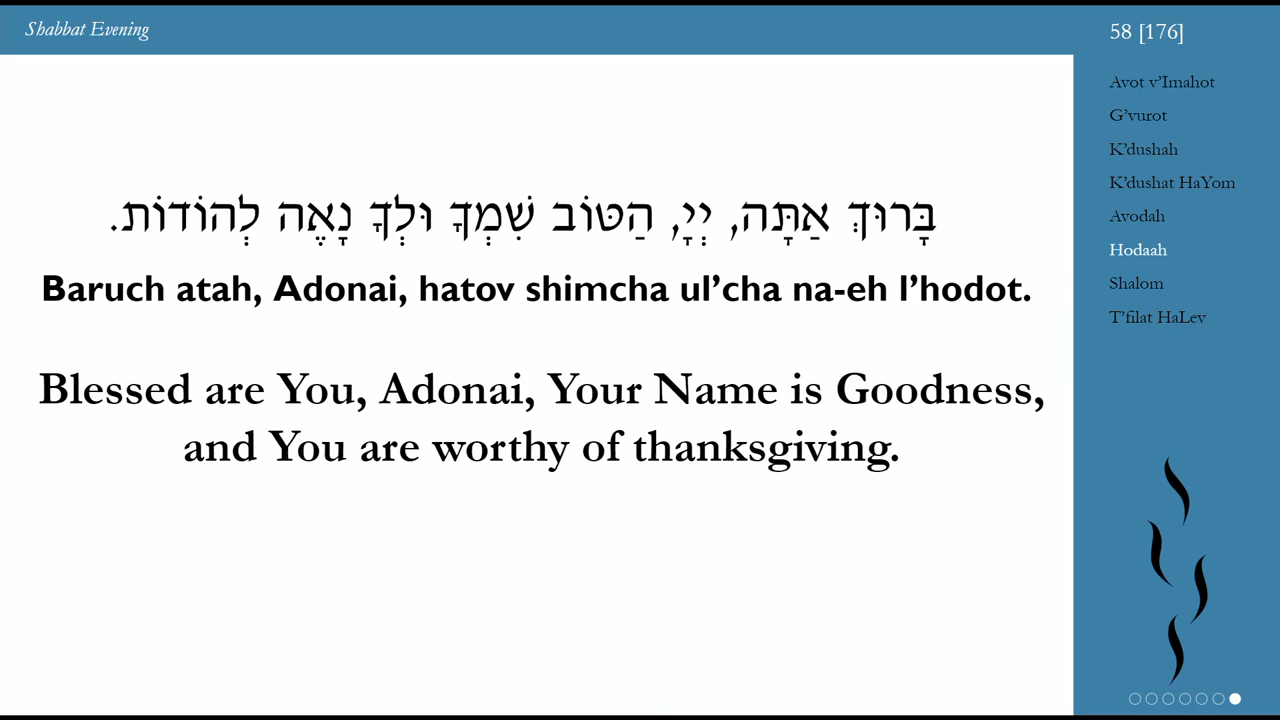 Shabbat Evening
58 [176]
בָּרוּךְ אַתָּה, יְיָ, הַטּוֹב שִׁמְךָ וּלְךָ נָאֶה לְהוֹדוֹת.
Baruch atah, Adonai, hatov shimcha ul’cha na-eh l’hodot.
Blessed are You, Adonai, Your Name is Goodness,
and You are worthy of thanksgiving.
Avot v’Imahot
G’vurot
K’dushah
K’dushat HaYom
Avodah
Hodaah
Shalom
T’filat HaLev